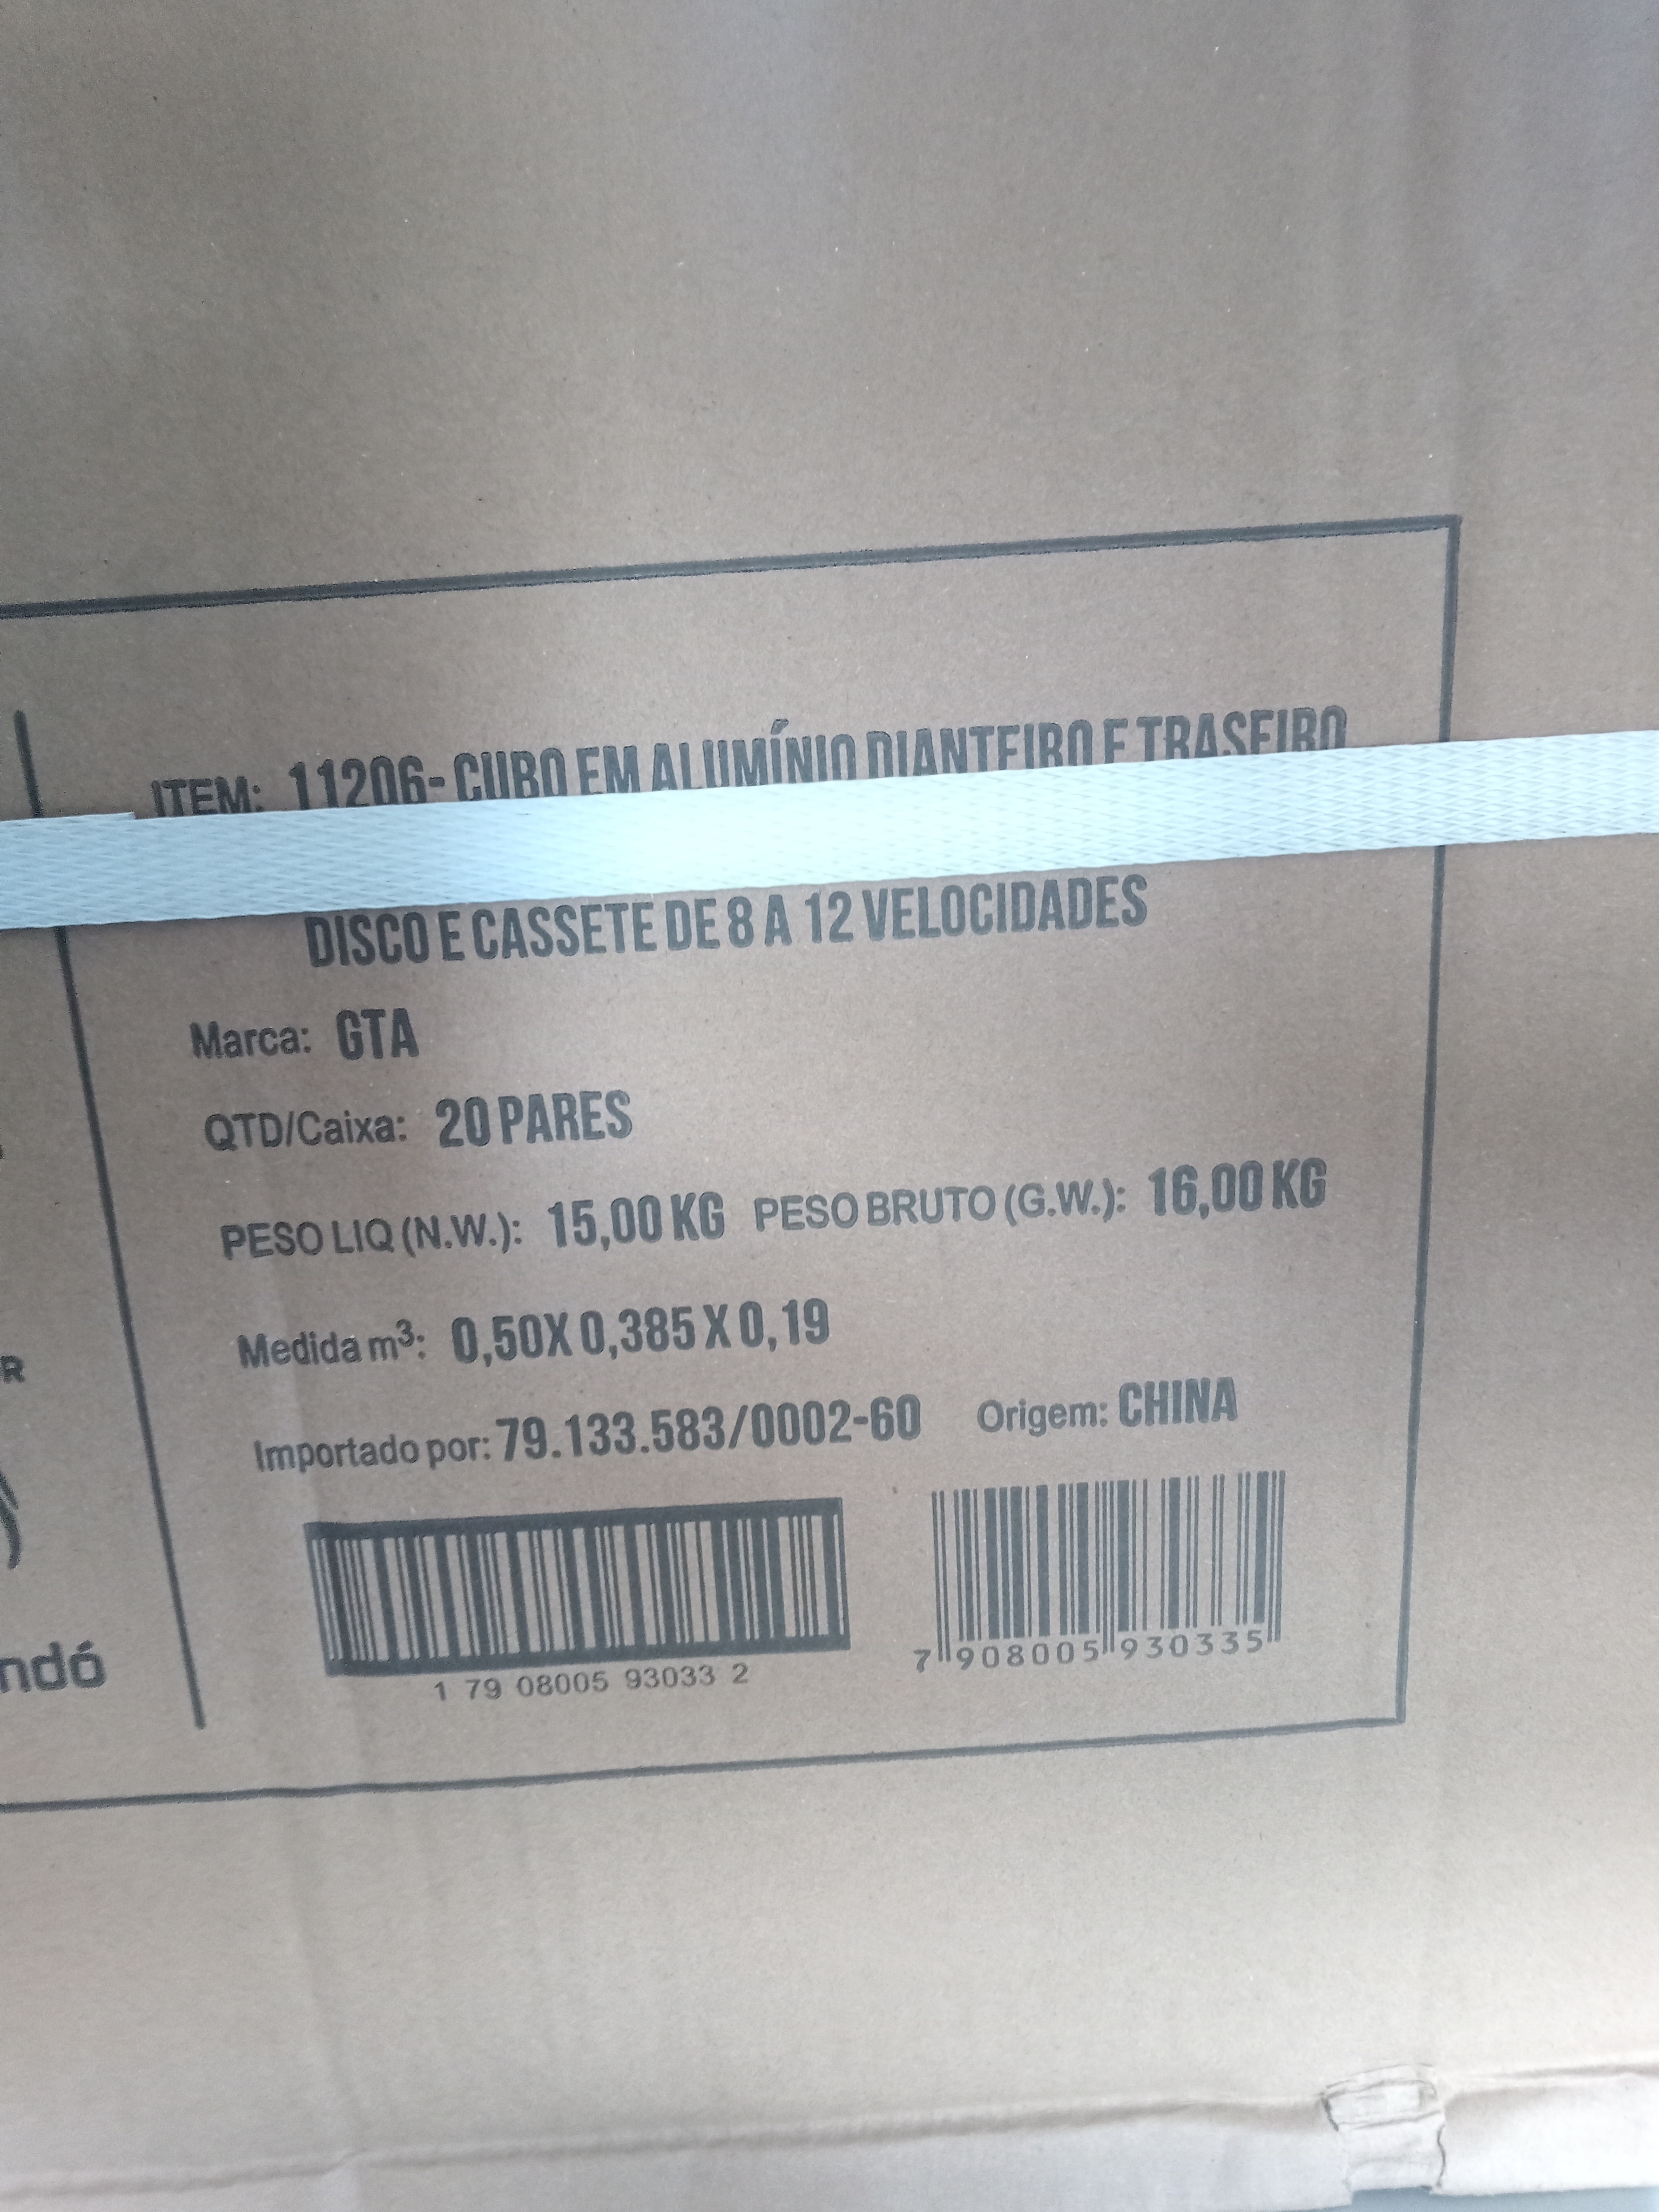 ITEM: 11206- CUBO EM ALUMÍNIO DIANTEIRO E TRASEIRO
DISCO E CASSETE DE 8 A 12 VELOCIDADES
Marca: GTA
QTD/Caixa: 20 PARES
PESO LIQ (N.W.): 15,00 KG PESO BRUTO (G.W.): 16,00 KG
Medida m³: 0,50X 0,385 X 0,19
R
Importado por: 79.133.583/0002-60 Origem: CHINA
ndó
1 79 08005 93033 2
7 908005 930335